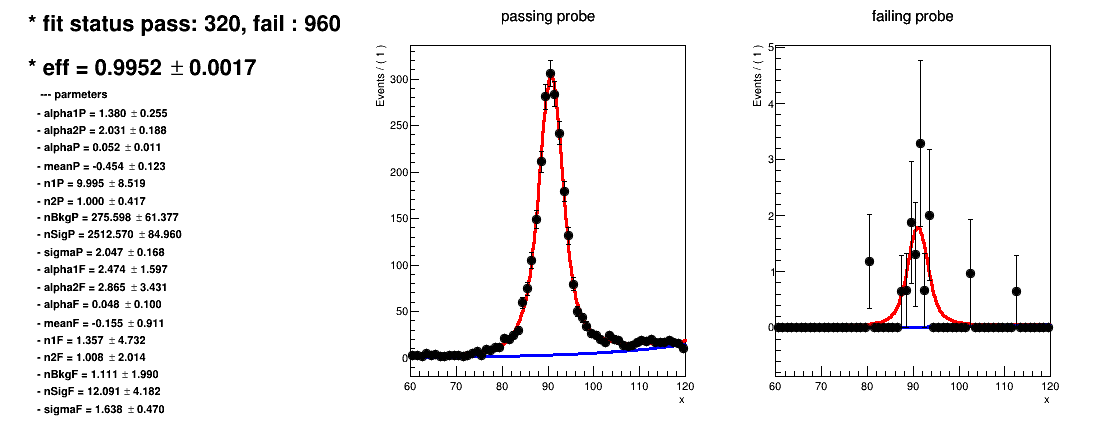 * fit status pass: 320, fail : 960
* eff = 0.9952 ± 0.0017
--- parmeters
- alpha1P = 1.380 ± 0.255
- alpha2P = 2.031 ± 0.188
- alphaP = 0.052 ± 0.011
- meanP = -0.454 ± 0.123
- n1P = 9.995 ± 8.519
- n2P = 1.000 ± 0.417
- nBkgP = 275.598 ± 61.377
- nSigP = 2512.570 ± 84.960
- sigmaP = 2.047 ± 0.168
- alpha1F = 2.474 ± 1.597
- alpha2F = 2.865 ± 3.431
- alphaF = 0.048 ± 0.100
- meanF = -0.155 ± 0.911
- n1F = 1.357 ± 4.732
- n2F = 1.008 ± 2.014
- nBkgF = 1.111 ± 1.990
- nSigF = 12.091 ± 4.182
- sigmaF = 1.638 ± 0.470
passing probe
Events / ( 1 )
300
250
200
150
100
50
0
60 70 80 90 100 110 120
x
failing probe
Events / ( 1 )
5
4
3
2
1
0
60 70 80 90 100 110 120
x